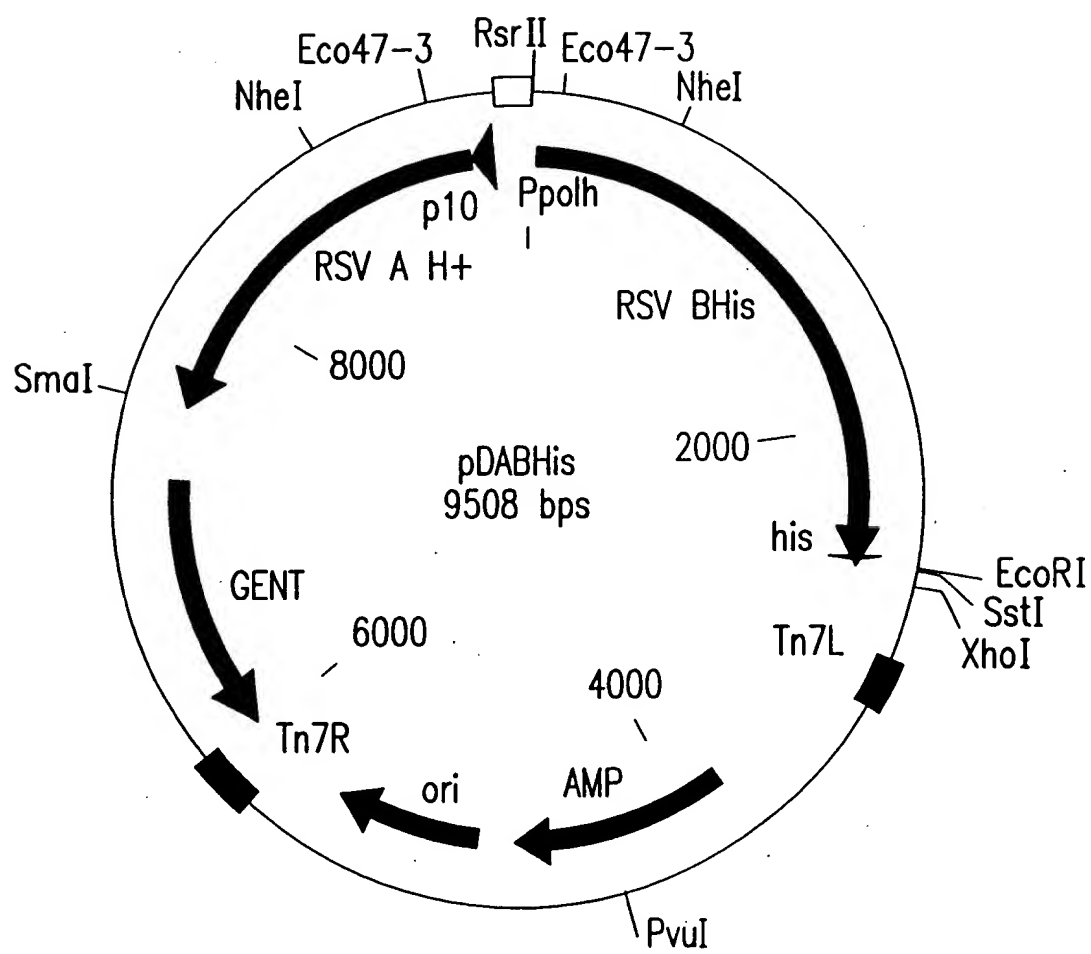 RsrII
Eco47-3
Eco47-3
NheI
NheI
p10
Ppolh
RSV A H+
RSV BHis
SmaI
8000
2000
pDABHis
9508 bps
his
EcoRI
SstI
XhoI
GENT
6000
Tn7L
4000
Tn7R
ori
AMP
PvuI